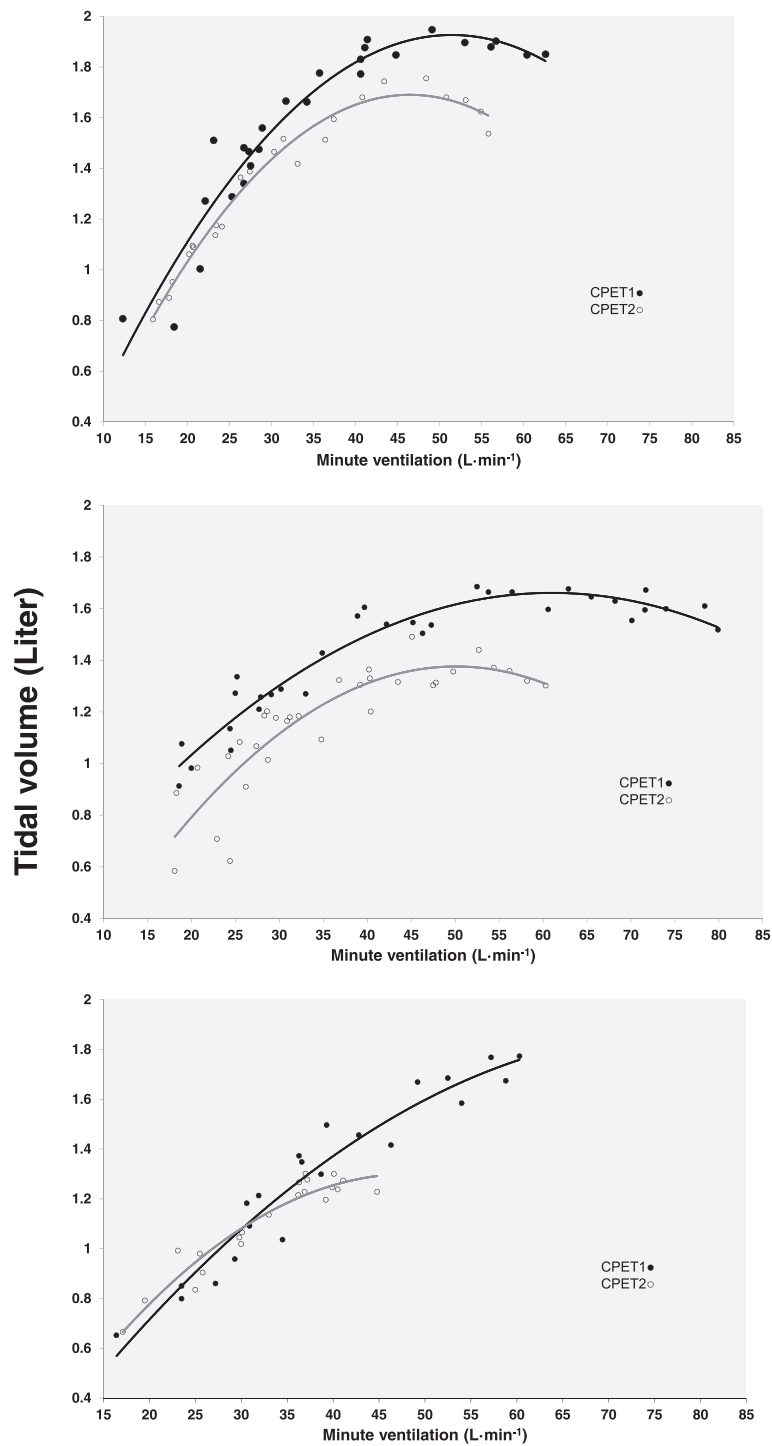 2
1.8
1.6
1.4
1.2
1
0.8
0.6
0.4
10 15 20 25 30 35 40 45 50 55 60 65 70 75 80 85
Minute ventilation (L·min-1)
CPET1
CPET2
Tidal volume (Liter)
2
1.8
1.6
1.4
1.2
1
0.8
0.6
0.4
10 15 20 25 30 35 40 45 50 55 60 65 70 75 80 85
Minute ventilation (L·min-1)
CPET1
CPET2
2
1.8
1.6
1.4
1.2
1
0.8
0.6
0.4
15 20 25 30 35 40 45 50 55 60 65 70 75 80 85
Minute ventilation (L·min-1)
CPET1
CPET2